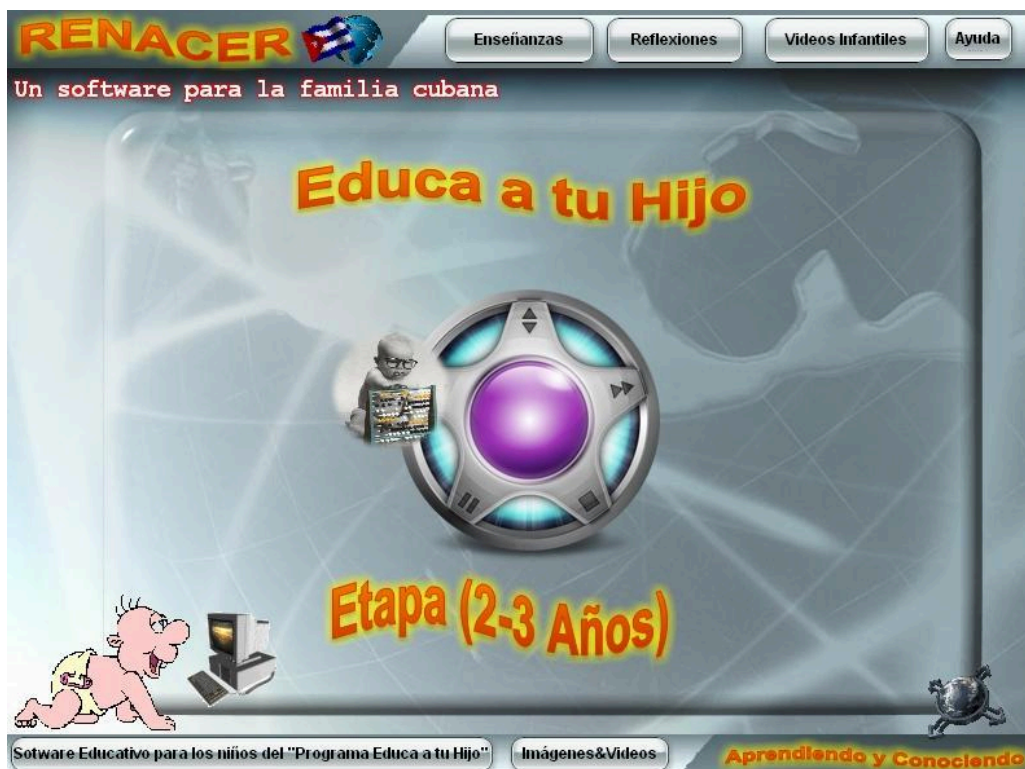 RENACER
Enseñanzas
Reflexiones
Videos Infantiles
Ayuda
Un software para la familia cubana
Educa a tu Hijo
Etapa (2-3 Años)
Sotware Educativo para los niños del "Programa Educa a tu Hijo"
Imágenes&Videos
Aprendiendo y Conociendo